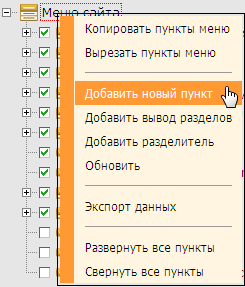 Меню сайта
Копировать пункты меню
Вырезать пункты меню
Добавить новый пункт
Добавить вывод разделов
Добавить разделитель
Обновить
Экспорт данных
Развернуть все пункты
Свернуть все пункты